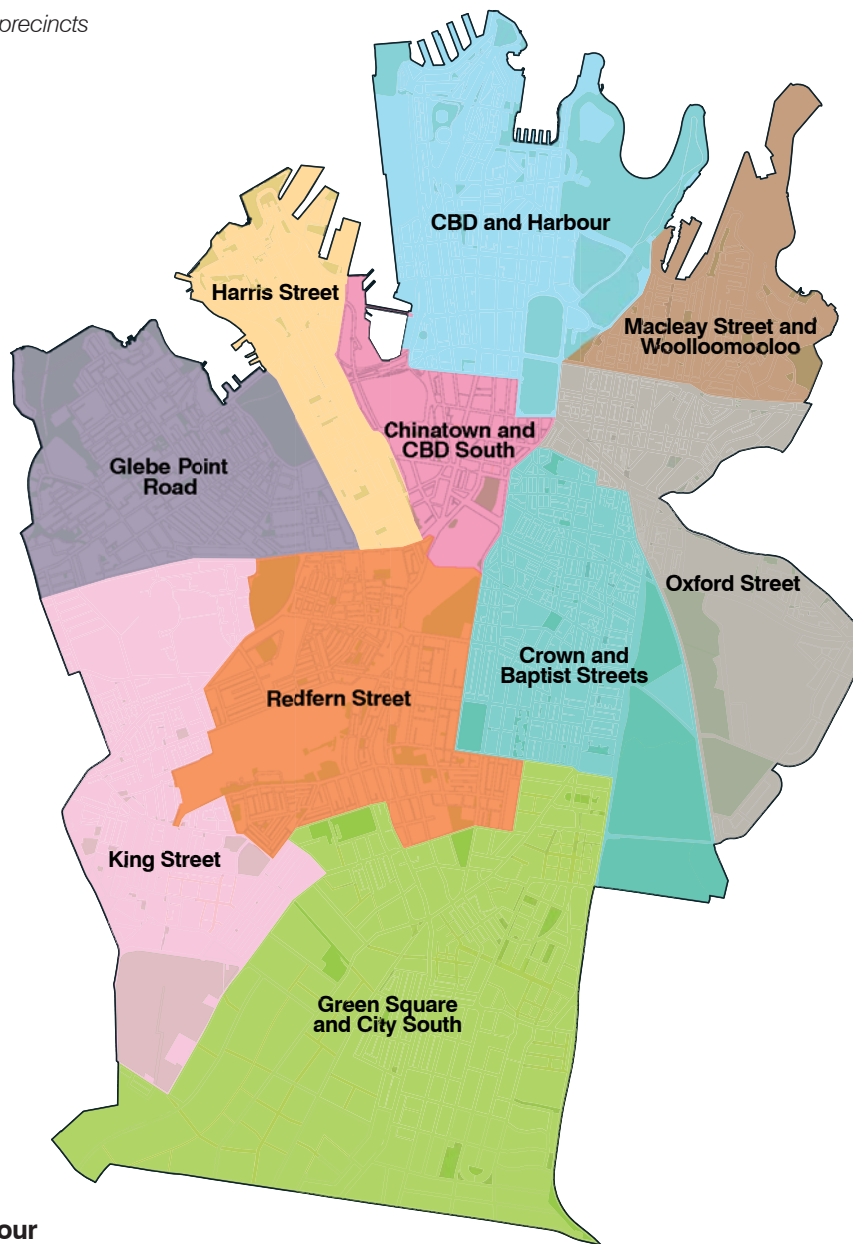 precincts
CBD and Harbour
Harris Street
Macleay Street and
Woolloomooloo
Chinatown and
CBD South
Glebe Point
Road
Oxford Street
Crown and
Baptist Streets
Redfern Street
King Street
Green Square
and City South
our